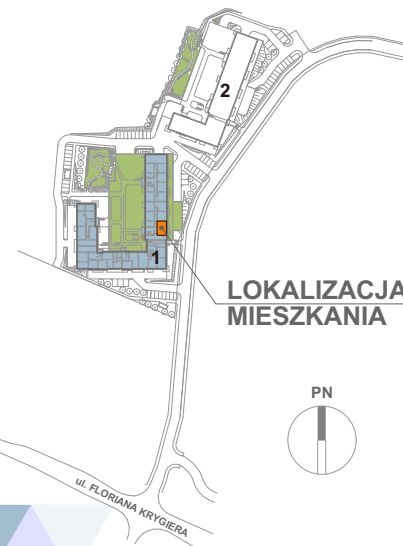 2
1
LOKALIZACJA
MIESZKANIA
PN
ul. FLORIANA KRYGIERA